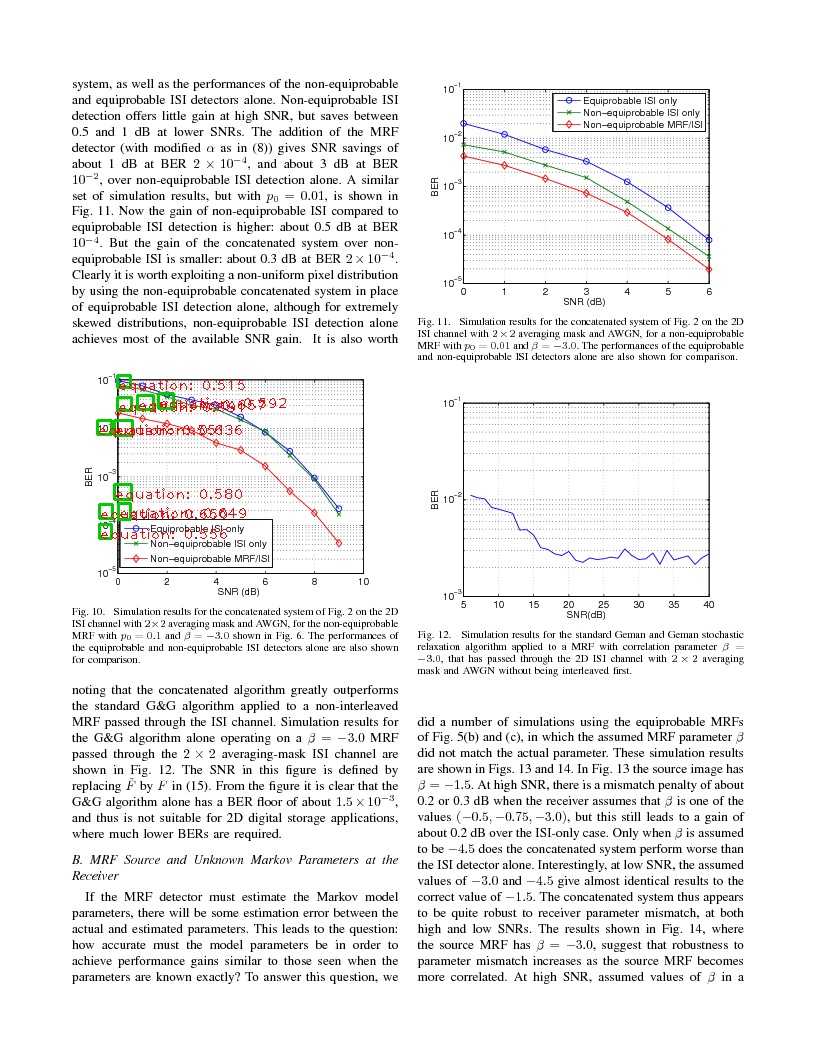 system, as well as the performances of the non-equiprobable
and equiprobable ISI detectors alone. Non-equiprobable ISI
detection offers little gain at high SNR, but saves between
0.5 and 1 dB at lower SNRs. The addition of the MRF
detector (with modified α as in (8)) gives SNR savings of
about 1 dB at BER 2 × 10⁻⁴, and about 3 dB at BER
10⁻², over non-equiprobable ISI detection alone. A similar
set of simulation results, but with p₀ = 0.01, is shown in
Fig. 11. Now the gain of non-equiprobable ISI compared to
equiprobable ISI detection is higher: about 0.5 dB at BER
10⁻⁴. But the gain of the concatenated system over non-
equiprobable ISI is smaller: about 0.3 dB at BER 2 × 10⁻⁴.
Clearly it is worth exploiting a non-uniform pixel distribution
by using the non-equiprobable concatenated system in place
of equiprobable ISI detection alone, although for extremely
skewed distributions, non-equiprobable ISI detection alone
achieves most of the available SNR gain. It is also worth
10⁻¹
equation: 0.515
10⁻³
BER
equation: 0.580
equation: 0.556
Equiprobable ISI only
Non–equiprobable ISI only
Non–equiprobable MRF/ISI
10⁻⁵
0 2 4 6 8 10
SNR (dB)
Fig. 10. Simulation results for the concatenated system of Fig. 2 on the 2D
ISI channel with 2×2 averaging mask and AWGN, for the non-equiprobable
MRF with p₀ = 0.1 and β = −3.0 shown in Fig. 6. The performances of
the equiprobable and non-equiprobable ISI detectors alone are also shown
for comparison.
noting that the concatenated algorithm greatly outperforms
the standard G&G algorithm applied to a non-interleaved
MRF passed through the ISI channel. Simulation results for
the G&G algorithm alone operating on a β = −3.0 MRF
passed through the 2 × 2 averaging-mask ISI channel are
shown in Fig. 12. The SNR in this figure is defined by
replacing F̃ by F in (15). From the figure it is clear that the
G&G algorithm alone has a BER floor of about 1.5 × 10⁻³,
and thus is not suitable for 2D digital storage applications,
where much lower BERs are required.
B. MRF Source and Unknown Markov Parameters at the
Receiver
If the MRF detector must estimate the Markov model
parameters, there will be some estimation error between the
actual and estimated parameters. This leads to the question:
how accurate must the model parameters be in order to
achieve performance gains similar to those seen when the
parameters are known exactly? To answer this question, we
10⁻¹
10⁻²
10⁻³
10⁻⁴
10⁻⁵
BER
Equiprobable ISI only
Non–equiprobable ISI only
Non–equiprobable MRF/ISI
0 1 2 3 4 5 6
SNR (dB)
Fig. 11. Simulation results for the concatenated system of Fig. 2 on the 2D
ISI channel with 2×2 averaging mask and AWGN, for a non-equiprobable
MRF with p₀ = 0.01 and β = −3.0. The performances of the equiprobable
and non-equiprobable ISI detectors alone are also shown for comparison.
10⁻¹
10⁻²
10⁻³
BER
5 10 15 20 25 30 35 40
SNR(dB)
Fig. 12. Simulation results for the standard Geman and Geman stochastic
relaxation algorithm applied to a MRF with correlation parameter β =
−3.0, that has passed through the 2D ISI channel with 2 × 2 averaging
mask and AWGN without being interleaved first.
did a number of simulations using the equiprobable MRFs
of Fig. 5(b) and (c), in which the assumed MRF parameter β
did not match the actual parameter. These simulation results
are shown in Figs. 13 and 14. In Fig. 13 the source image has
β = −1.5. At high SNR, there is a mismatch penalty of about
0.2 or 0.3 dB when the receiver assumes that β is one of the
values (−0.5, −0.75, −3.0), but this still leads to a gain of
about 0.2 dB over the ISI-only case. Only when β is assumed
to be −4.5 does the concatenated system perform worse than
the ISI detector alone. Interestingly, at low SNR, the assumed
values of −3.0 and −4.5 give almost identical results to the
correct value of −1.5. The concatenated system thus appears
to be quite robust to receiver parameter mismatch, at both
high and low SNRs. The results shown in Fig. 14, where
the source MRF has β = −3.0, suggest that robustness to
parameter mismatch increases as the source MRF becomes
more correlated. At high SNR, assumed values of β in a